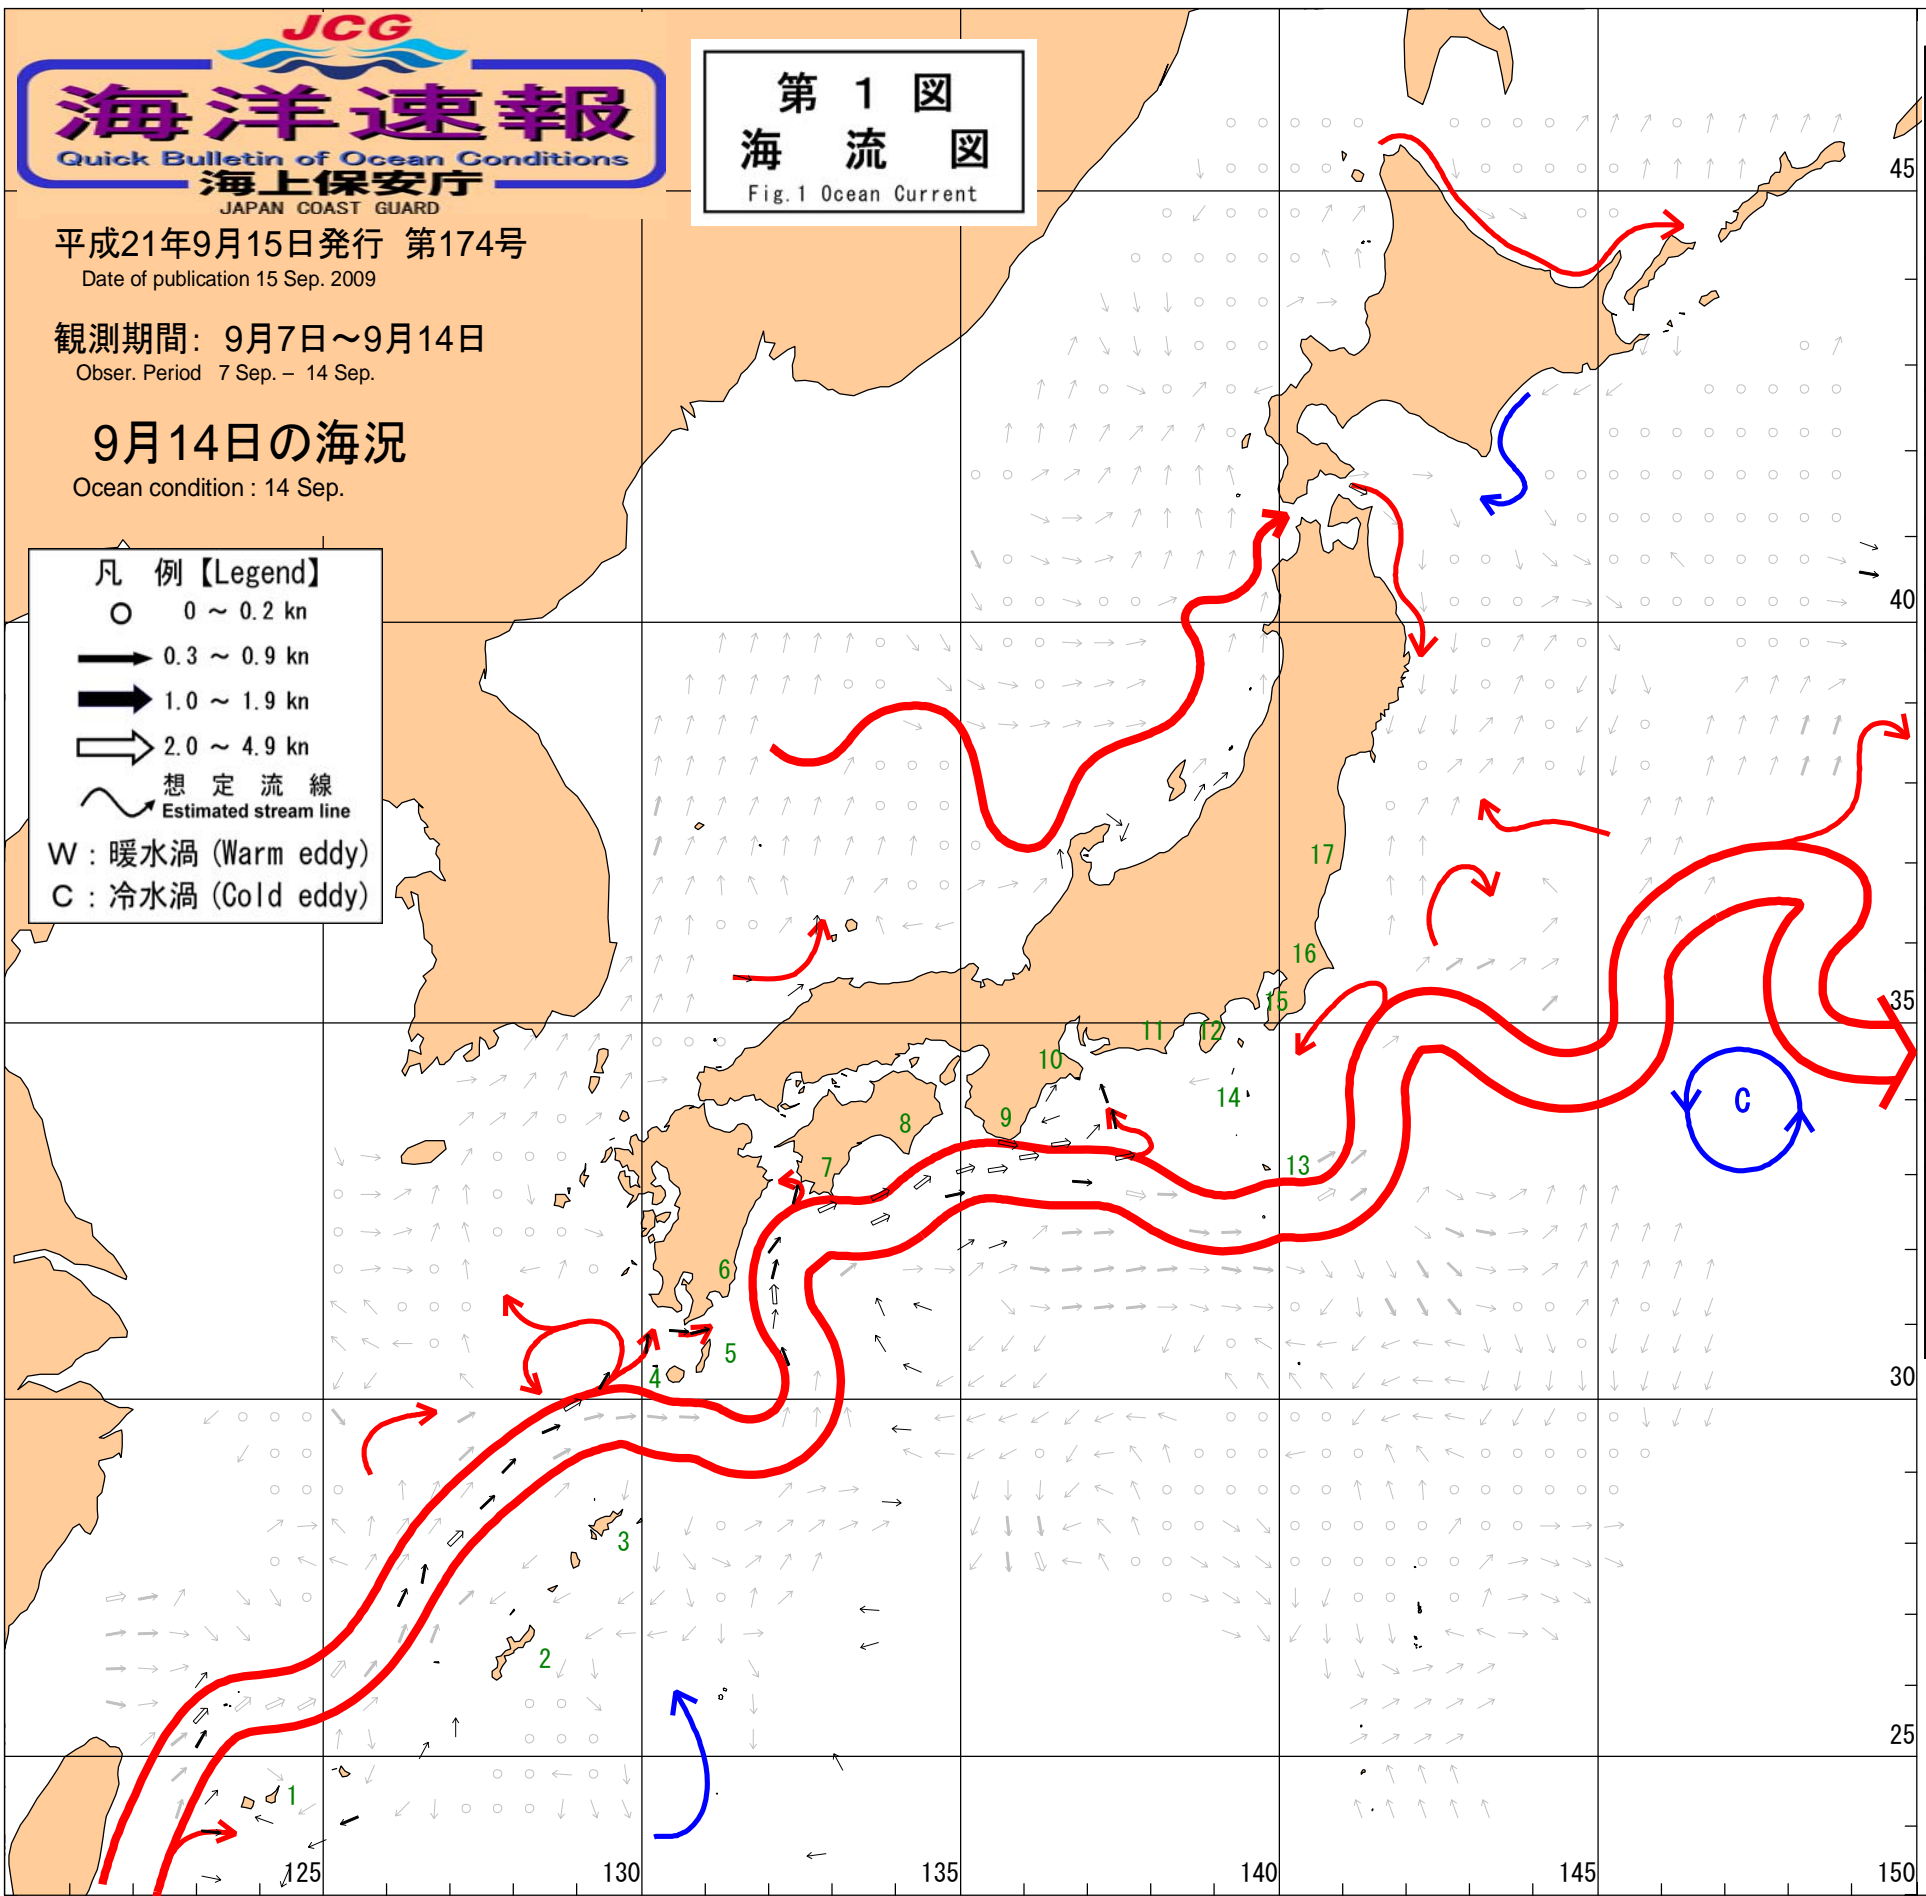 JCG
海洋速報
Quick Bulletin of Ocean Conditions
海上保安庁
JAPAN COAST GUARD
平成21年9月15日発行 第174号
Date of publication 15 Sep. 2009
観測期間: 9月7日～9月14日
Obser. Period 7 Sep. – 14 Sep.
9月14日の海況
Ocean condition : 14 Sep.
第 1 図
海 流 図
Fig.1 Ocean Current
凡 例【Legend】
0 ～ 0.2 kn
0.3 ～ 0.9 kn
1.0 ～ 1.9 kn
2.0 ～ 4.9 kn
想 定 流 線
Estimated stream line
W : 暖水渦 (Warm eddy)
C : 冷水渦 (Cold eddy)
45
40
17
16
15
35
11
12
10
14
C
9
8
7
13
6
5
4
30
3
2
25
1
125
130
135
140
145
150